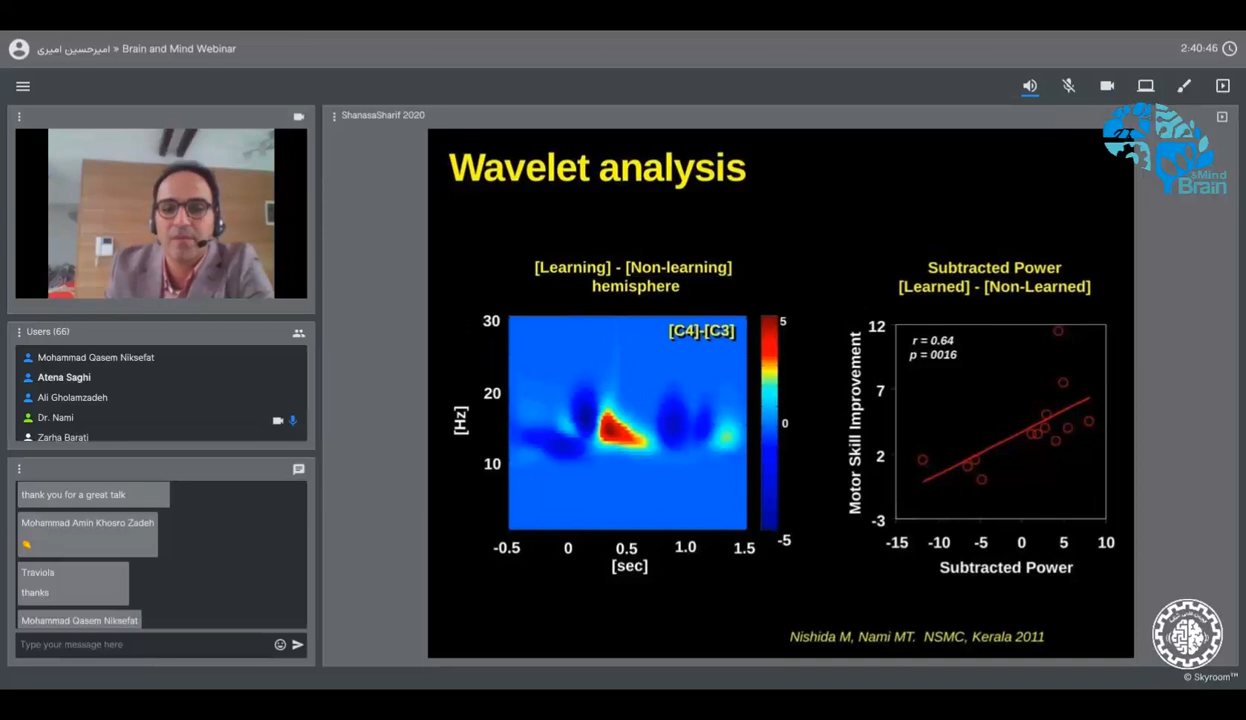 امیرحسین امیری » Brain and Mind Webinar
2:40:46
ShanasaSharif 2020
Users (66)
Mohammad Qasem Niksefat
Atena Saghi
Ali Gholamzadeh
Dr. Nami
Zarha Barati
thank you for a great talk
Mohammad Amin Khosro Zadeh
Traviola
thanks
Mohammad Qasem Niksefat
Type your message here
Wavelet analysis
[Learning] - [Non-learning]
hemisphere
[C4]-[C3]
30
20
10
[Hz]
-0.5 0 0.5 1.0 1.5
[sec]
5
0
-5
Subtracted Power
[Learned] - [Non-Learned]
r = 0.64
p = 0016
Motor Skill Improvement
12
7
2
-3
-15 -10 -5 0 5 10
Subtracted Power
Nishida M, Nami MT. NSMC, Kerala 2011
&Mind
Brain
© Skyroom™